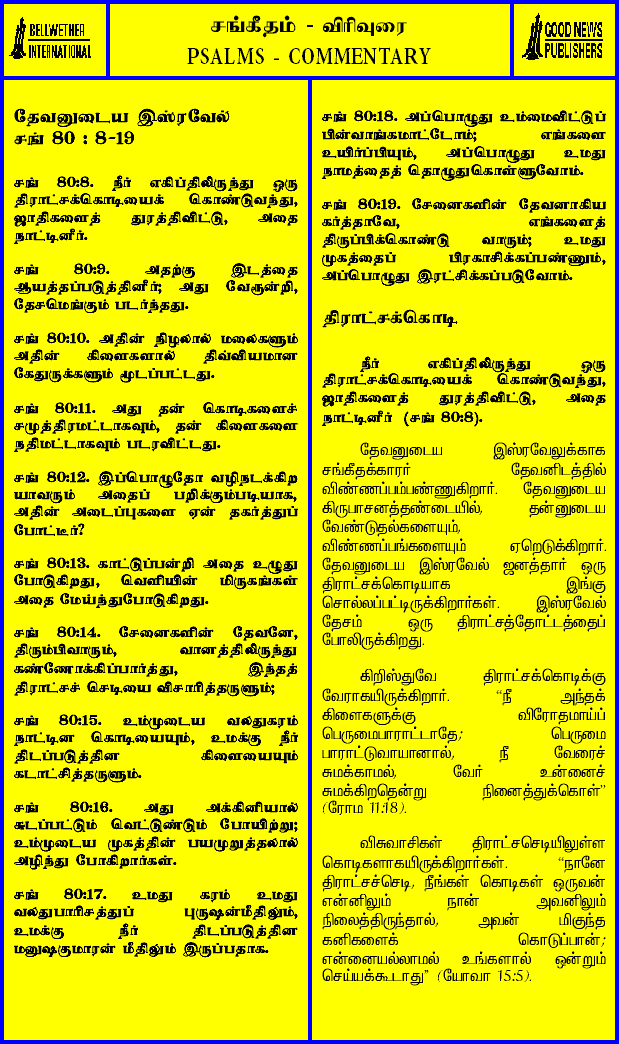 BELLWETHER
INTERNATIONAL
சங்கீதம் - விரிவுரை
PSALMS - COMMENTARY
GOOD NEWS
PUBLISHERS
தேவனுடைய இஸ்ரவேல்
சங் 80 : 8-19
சங் 80:8. நீர் எகிப்திலிருந்து ஒரு
திராட்சக்கொடியைக் கொண்டுவந்து,
ஜாதிகளைத் துரத்திவிட்டு, அதை
நாட்டினீர்.
சங் 80:9. அதற்கு இடத்தை
ஆயத்தப்படுத்தினீர்; அது வேரூன்றி,
தேசமெங்கும் படர்ந்தது.
சங் 80:10. அதின் நிழலால் மலைகளும்
அதின் கிளைகளால் திவ்வியமான
கேதுருக்களும் மூடப்பட்டது.
சங் 80:11. அது தன் கொடிகளைச்
சமுத்திரமட்டாகவும், தன் கிளைகளை
நதிமட்டாகவும் படரவிட்டது.
சங் 80:12. இப்பொழுதோ வழிநடக்கிற
யாவரும் அதைப் பறிக்கும்படியாக,
அதின் அடைப்புகளை ஏன் தகர்த்துப்
போட்டீர்?
சங் 80:13. காட்டுப்பன்றி அதை உழுது
போடுகிறது, வெளியின் மிருகங்கள்
அதை மேய்ந்துபோடுகிறது.
சங் 80:14. சேனைகளின் தேவனே,
திரும்பிவாரும், வானத்திலிருந்து
கண்ணோக்கிப்பார்த்து, இந்தத்
திராட்சச் செடியை விசாரித்தருளும்;
சங் 80:15. உம்முடைய வலதுகரம்
நாட்டின கொடியையும், உமக்கு நீர்
திடப்படுத்தின கிளையையும்
கடாட்சித்தருளும்.
சங் 80:16. அது அக்கினியால்
சுடப்பட்டும் வெட்டுண்டும் போயிற்று;
உம்முடைய முகத்தின் பயமுறுத்தலால்
அழிந்து போகிறார்கள்.
சங் 80:17. உமது கரம் உமது
வலதுபாரிசத்துப் புருஷன்மீதிலும்,
உமக்கு நீர் திடப்படுத்தின
மனுஷகுமாரன் மீதிலும் இருப்பதாக.
சங் 80:18. அப்பொழுது உம்மைவிட்டுப்
பின்வாங்கமாட்டோம்; எங்களை
உயிர்ப்பியும், அப்பொழுது உமது
நாமத்தைத் தொழுதுகொள்ளுவோம்.
சங் 80:19. சேனைகளின் தேவனாகிய
கர்த்தாவே, எங்களைத்
திருப்பிக்கொண்டு வாரும்; உமது
முகத்தைப் பிரகாசிக்கப்பண்ணும்,
அப்பொழுது இரட்சிக்கப்படுவோம்.
திராட்சக்கொடி
நீர் எகிப்திலிருந்து ஒரு
திராட்சக்கொடியைக் கொண்டுவந்து,
ஜாதிகளைத் துரத்திவிட்டு, அதை
நாட்டினீர் (சங் 80:8).
தேவனுடைய இஸ்ரவேலுக்காக
சங்கீதக்காரர் தேவனிடத்தில்
விண்ணப்பம்பண்ணுகிறார். தேவனுடைய
கிருபாசனத்தண்டையில், தன்னுடைய
வேண்டுதல்களையும்,
விண்ணப்பங்களையும் ஏறெடுக்கிறார்.
தேவனுடைய இஸ்ரவேல் ஜனத்தார் ஒரு
திராட்சக்கொடியாக இங்கு
சொல்லப்பட்டிருக்கிறார்கள். இஸ்ரவேல்
தேசம் ஒரு திராட்சத்தோட்டத்தைப்
போலிருக்கிறது.
கிறிஸ்துவே திராட்சக்கொடிக்கு
வேராகயிருக்கிறார். “நீ அந்தக்
கிளைகளுக்கு விரோதமாய்ப்
பெருமைபாராட்டாதே; பெருமை
பாராட்டுவாயானால், நீ வேரைச்
சுமக்காமல், வேர் உன்னைச்
சுமக்கிறதென்று நினைத்துக்கொள்”
(ரோம 11:18).
விசுவாசிகள் திராட்சசெடியிலுள்ள
கொடிகளாகயிருக்கிறார்கள். “நானே
திராட்சச்செடி, நீங்கள் கொடிகள் ஒருவன்
என்னிலும் நான் அவனிலும்
நிலைத்திருந்தால், அவன் மிகுந்த
கனிகளைக் கொடுப்பான்;
என்னையல்லாமல் உங்களால் ஒன்றும்
செய்யக்கூடாது” (யோவா 15:5).